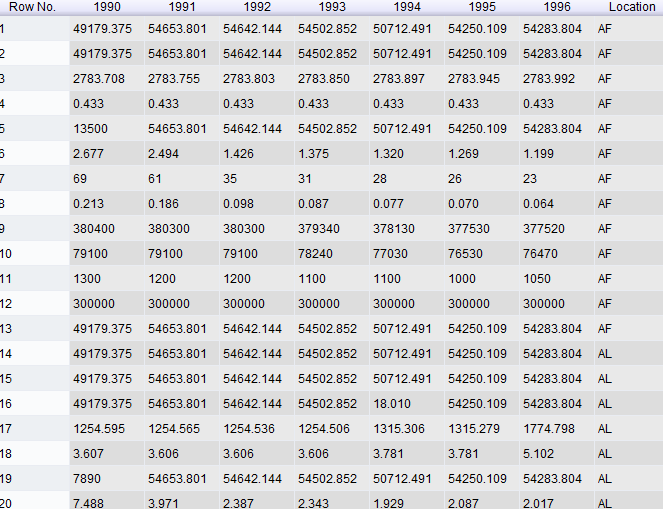 Row No. 1990 1991 1992 1993 1994 1995 1996 Location
1 49179.375 54653.801 54642.144 54502.852 50712.491 54250.109 54283.804 AF
2 49179.375 54653.801 54642.144 54502.852 50712.491 54250.109 54283.804 AF
3 2783.708 2783.755 2783.803 2783.850 2783.897 2783.945 2783.992 AF
4 0.433 0.433 0.433 0.433 0.433 0.433 0.433 AF
5 13500 54653.801 54642.144 54502.852 50712.491 54250.109 54283.804 AF
6 2.677 2.494 1.426 1.375 1.320 1.269 1.199 AF
7 69 61 35 31 28 26 23 AF
8 0.213 0.186 0.098 0.087 0.077 0.070 0.064 AF
9 380400 380300 380300 379340 378130 377530 377520 AF
10 79100 79100 79100 78240 77030 76530 76470 AF
11 1300 1200 1200 1100 1100 1000 1050 AF
12 300000 300000 300000 300000 300000 300000 300000 AF
13 49179.375 54653.801 54642.144 54502.852 50712.491 54250.109 54283.804 AF
14 49179.375 54653.801 54642.144 54502.852 50712.491 54250.109 54283.804 AL
15 49179.375 54653.801 54642.144 54502.852 50712.491 54250.109 54283.804 AL
16 49179.375 54653.801 54642.144 54502.852 18.010 54250.109 54283.804 AL
17 1254.595 1254.565 1254.536 1254.506 1315.306 1315.279 1774.798 AL
18 3.607 3.606 3.606 3.606 3.781 3.781 5.102 AL
19 7890 54653.801 54642.144 54502.852 50712.491 54250.109 54283.804 AL
20 7.488 3.971 2.387 2.343 1.929 2.087 2.017 AL